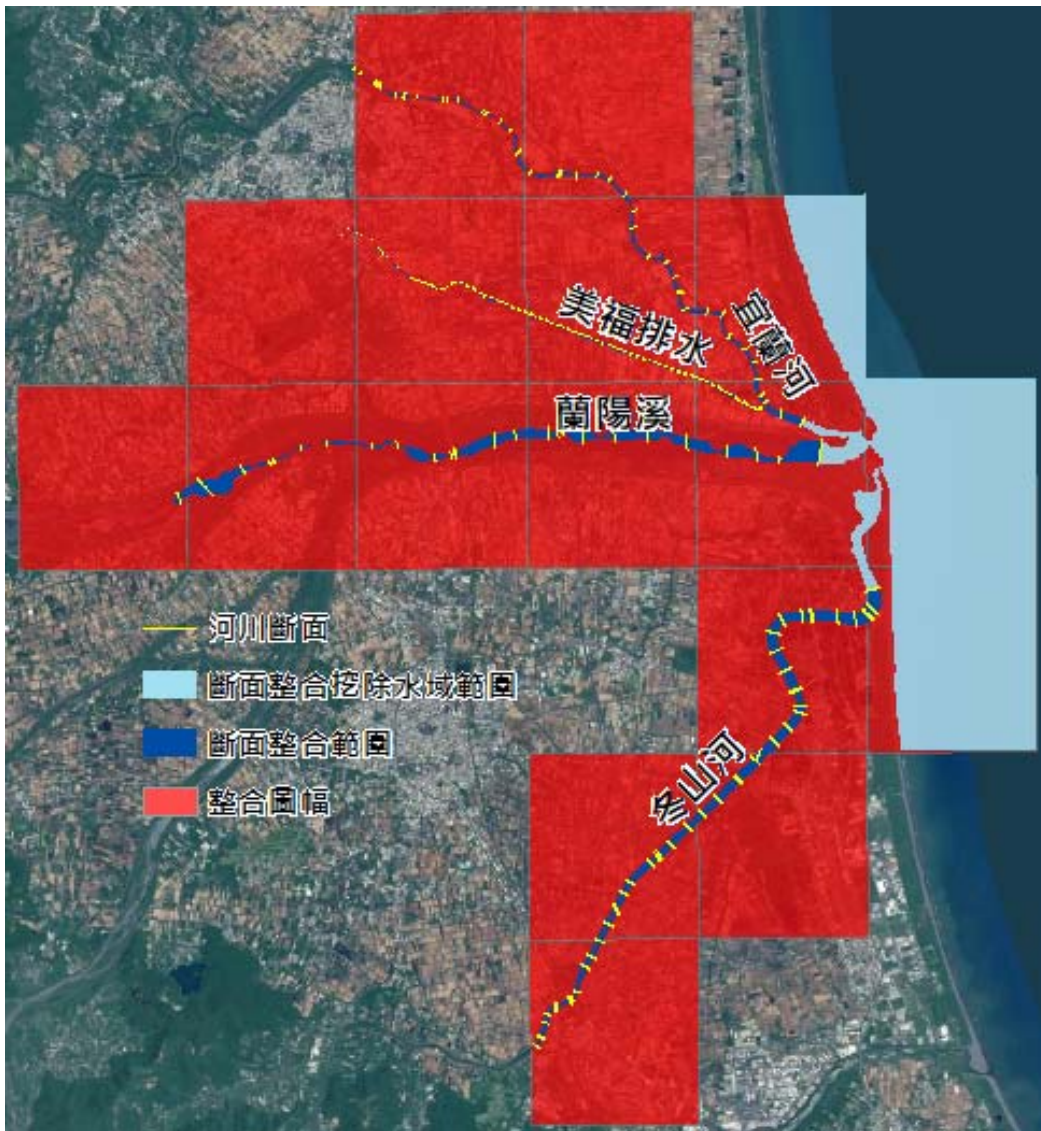 宜蘭河
美福排水
蘭陽溪
河川斷面
斷面整合挖除水域範圍
斷面整合範圍
整合圖幅
冬山河